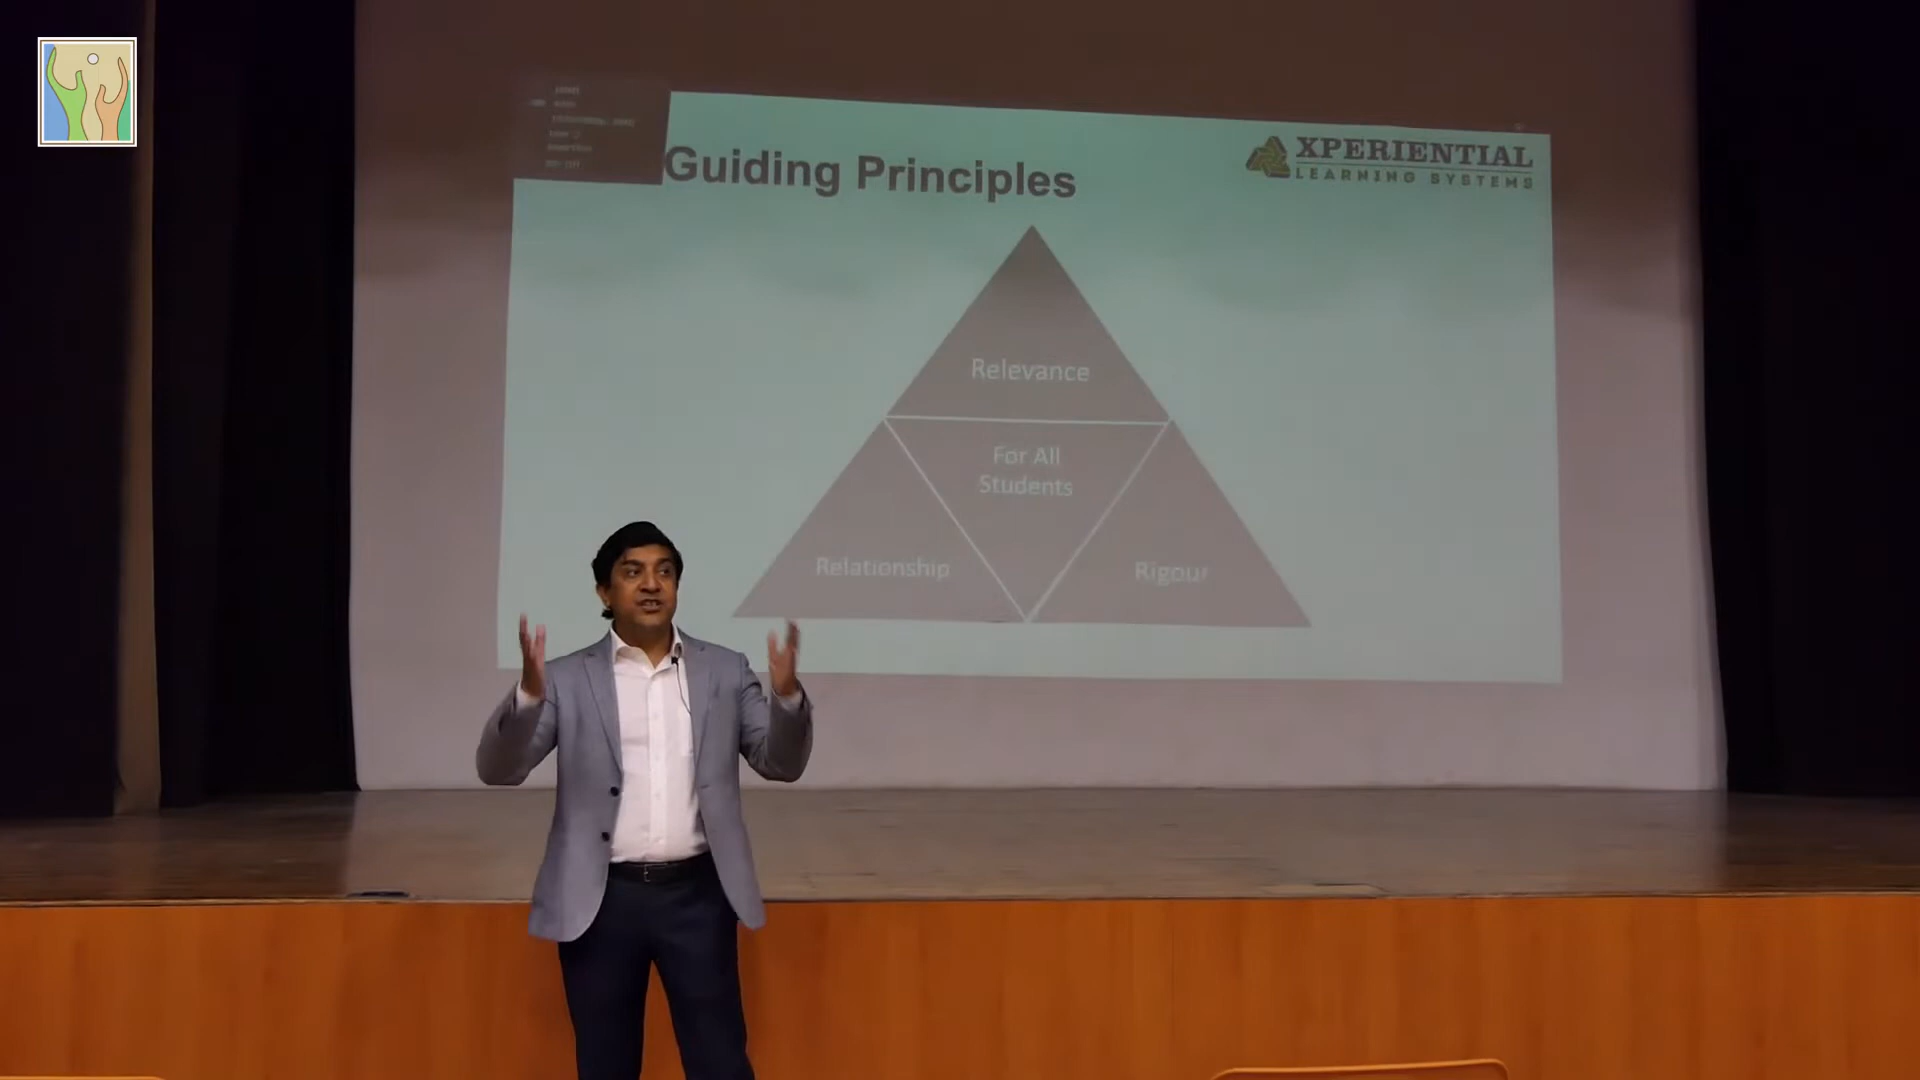 Guiding Principles
XPERIENTIAL
LEARNING SYSTEMS
Relevance
For All
Students
Relationship
Rigour